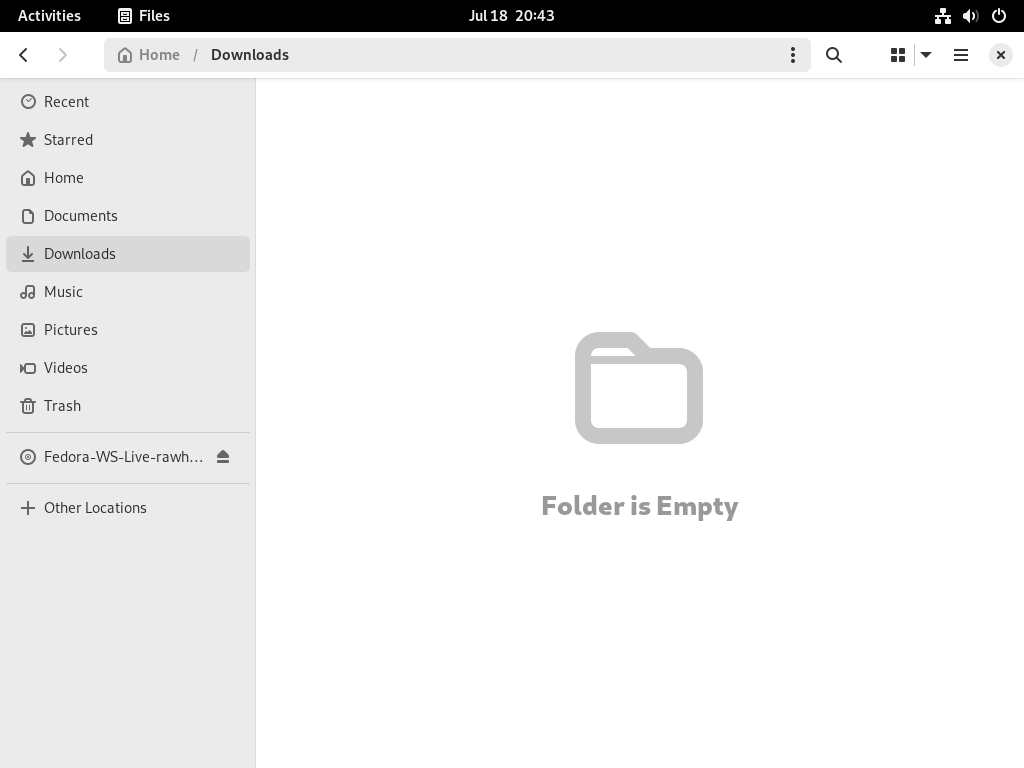 Activities Files Jul 18 20:43
Home / Downloads
Recent
Starred
Home
Documents
Downloads
Music
Pictures
Videos
Trash
Fedora-WS-Live-rawh...
Other Locations
Folder is Empty